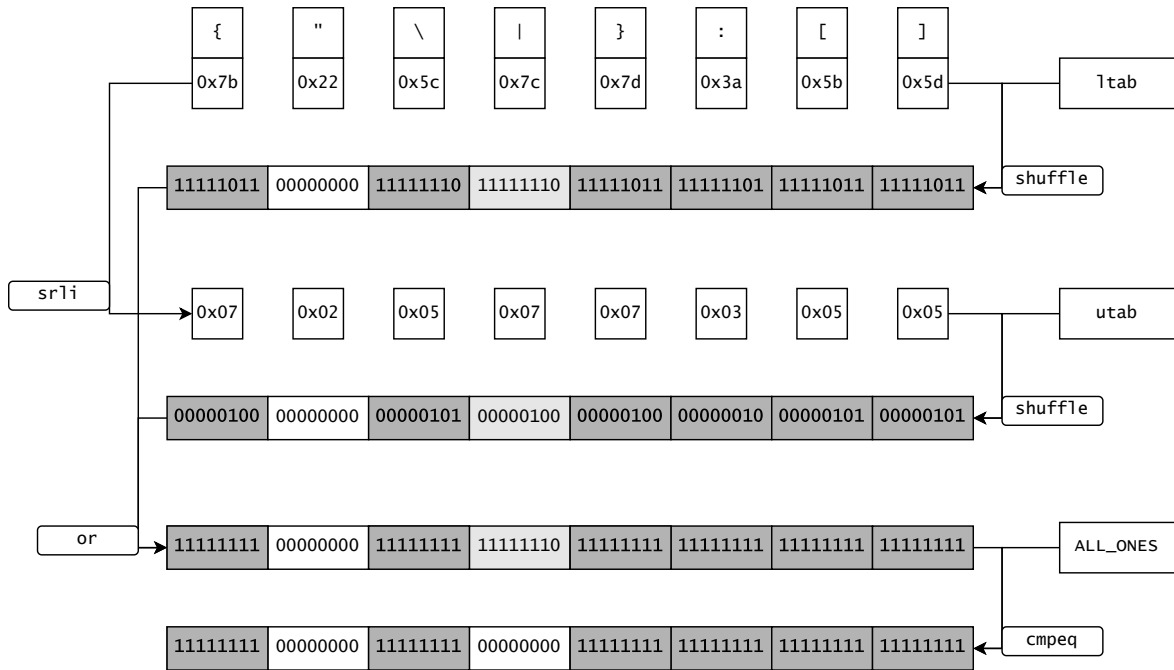 { " \ | } : [ ]
0x7b 0x22 0x5c 0x7c 0x7d 0x3a 0x5b 0x5d ltab
11111011 00000000 11111110 11111110 11111011 11111101 11111011 11111011 shuffle
srli
0x07 0x02 0x05 0x07 0x07 0x03 0x05 0x05 utab
00000100 00000000 00000101 00000100 00000100 00000010 00000101 00000101 shuffle
or
11111111 00000000 11111111 11111110 11111111 11111111 11111111 11111111 ALL_ONES
11111111 00000000 11111111 00000000 11111111 11111111 11111111 11111111 cmpeq